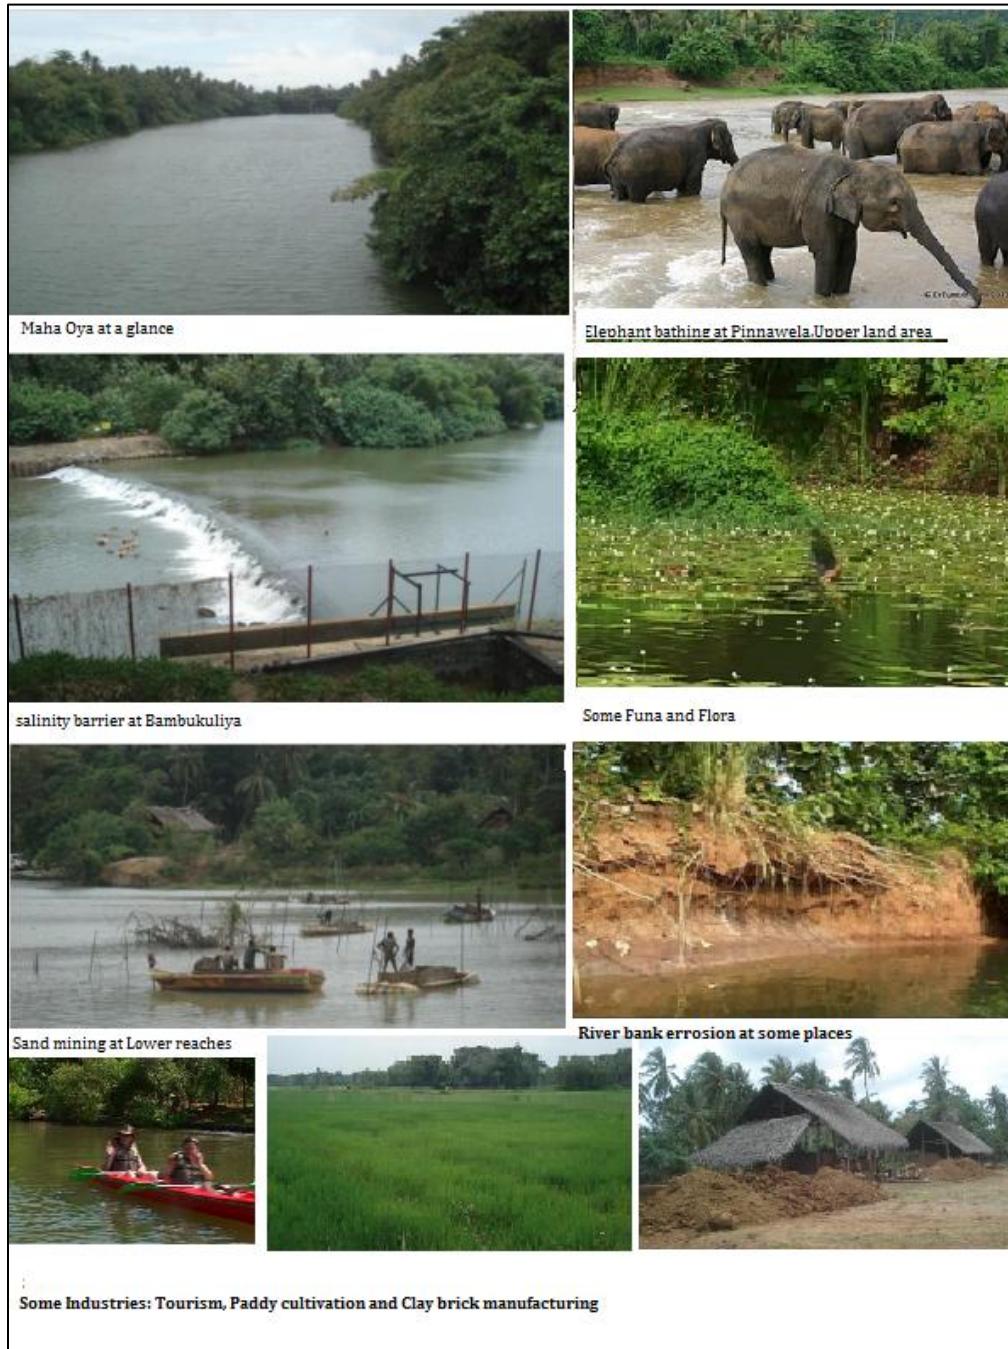 Maha Oya at a glance
Elephant bathing at Pinnawela.Upper land area
salinity barrier at Bambukuliya
Some Funa and Flora
Sand mining at Lower reaches
River bank errosion at some places
:
Some Industries: Tourism, Paddy cultivation and Clay brick manufacturing